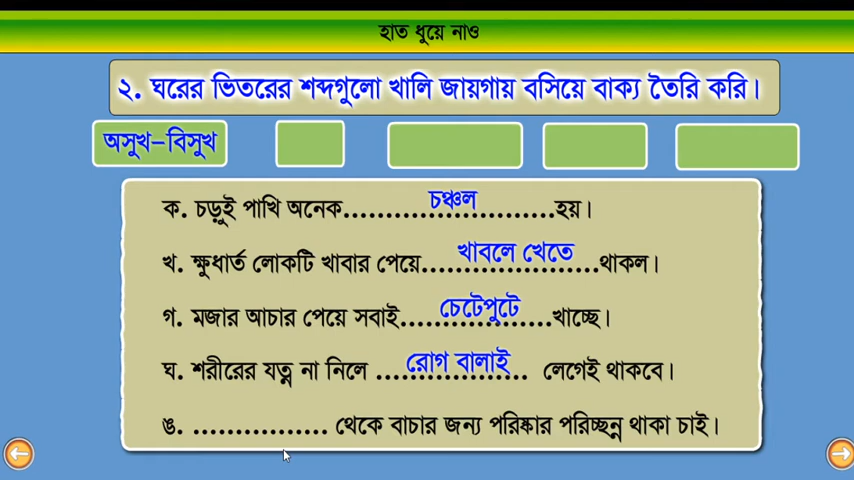 হাত ধুয়ে নাও
২. ঘরের ভিতরের শব্দগুলো খালি জায়গায় বসিয়ে বাক্য তৈরি করি।
অসুখ-বিসুখ
ক. চড়ুই পাখি অনেক..........চঞ্চল..........হয়।
খ. ক্ষুধার্ত লোকটি খাবার পেয়ে....খাবলে খেতে....থাকল।
গ. মজার আচার পেয়ে সবাই....চেটেপুটে....খাচ্ছে।
ঘ. শরীরের যত্ন না নিলে ....রোগ বালাই.... লেগেই থাকবে।
ঙ. ................ থেকে বাচার জন্য পরিষ্কার পরিচ্ছন্ন থাকা চাই।